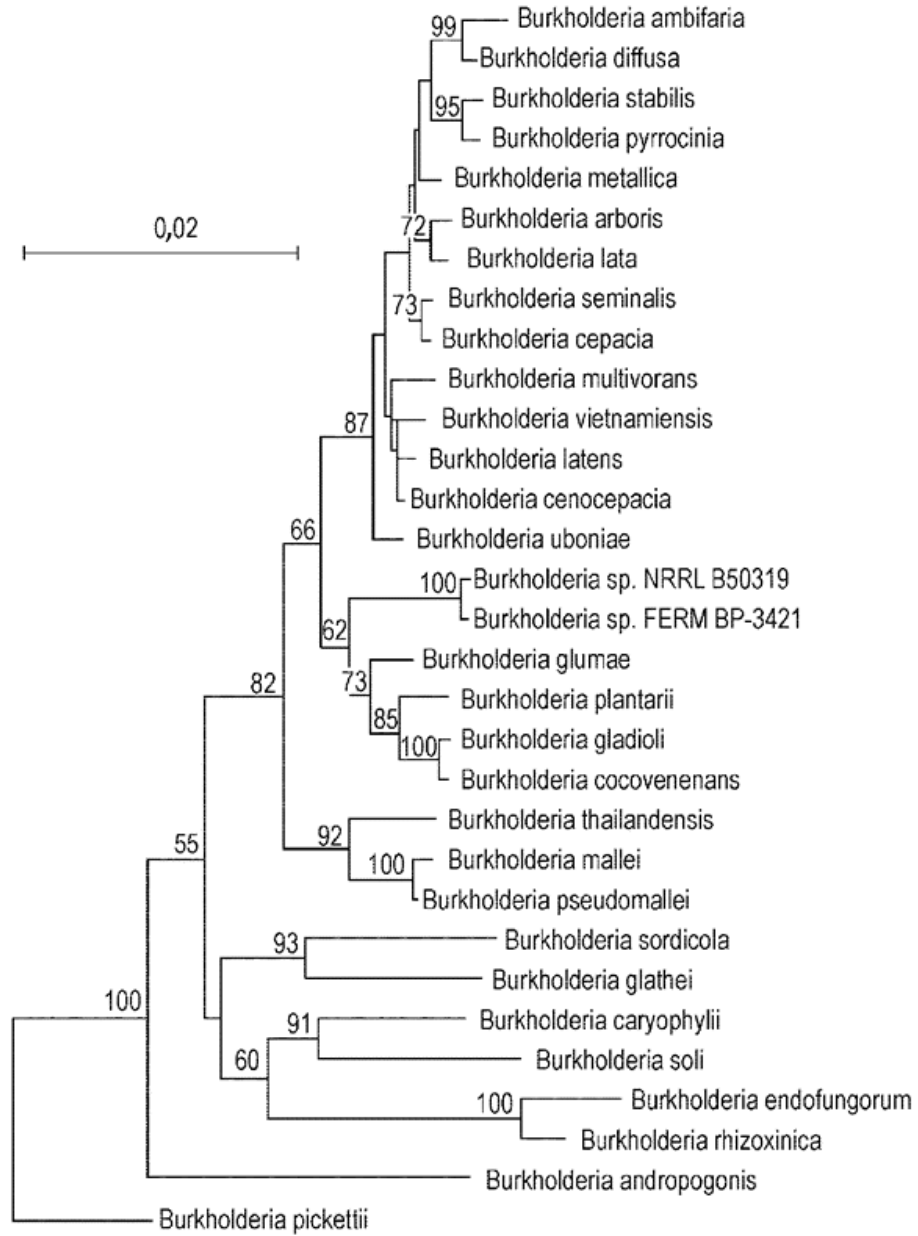 99
Burkholderia ambifaria
Burkholderia diffusa
95
Burkholderia stabilis
Burkholderia pyrrocinia
Burkholderia metallica
0,02
72
Burkholderia arboris
Burkholderia lata
73
Burkholderia seminalis
Burkholderia cepacia
Burkholderia multivorans
87
Burkholderia vietnamiensis
Burkholderia latens
Burkholderia cenocepacia
66
Burkholderia uboniae
100
Burkholderia sp. NRRL B50319
Burkholderia sp. FERM BP-3421
62
Burkholderia glumae
82
73
Burkholderia plantarii
85
100
Burkholderia gladioli
Burkholderia cocovenenans
Burkholderia thailandensis
55
92
100
Burkholderia mallei
Burkholderia pseudomallei
93
Burkholderia sordicola
Burkholderia glathei
100
91
Burkholderia caryophylii
60
Burkholderia soli
100
Burkholderia endofungorum
Burkholderia rhizoxinica
Burkholderia andropogonis
Burkholderia pickettii